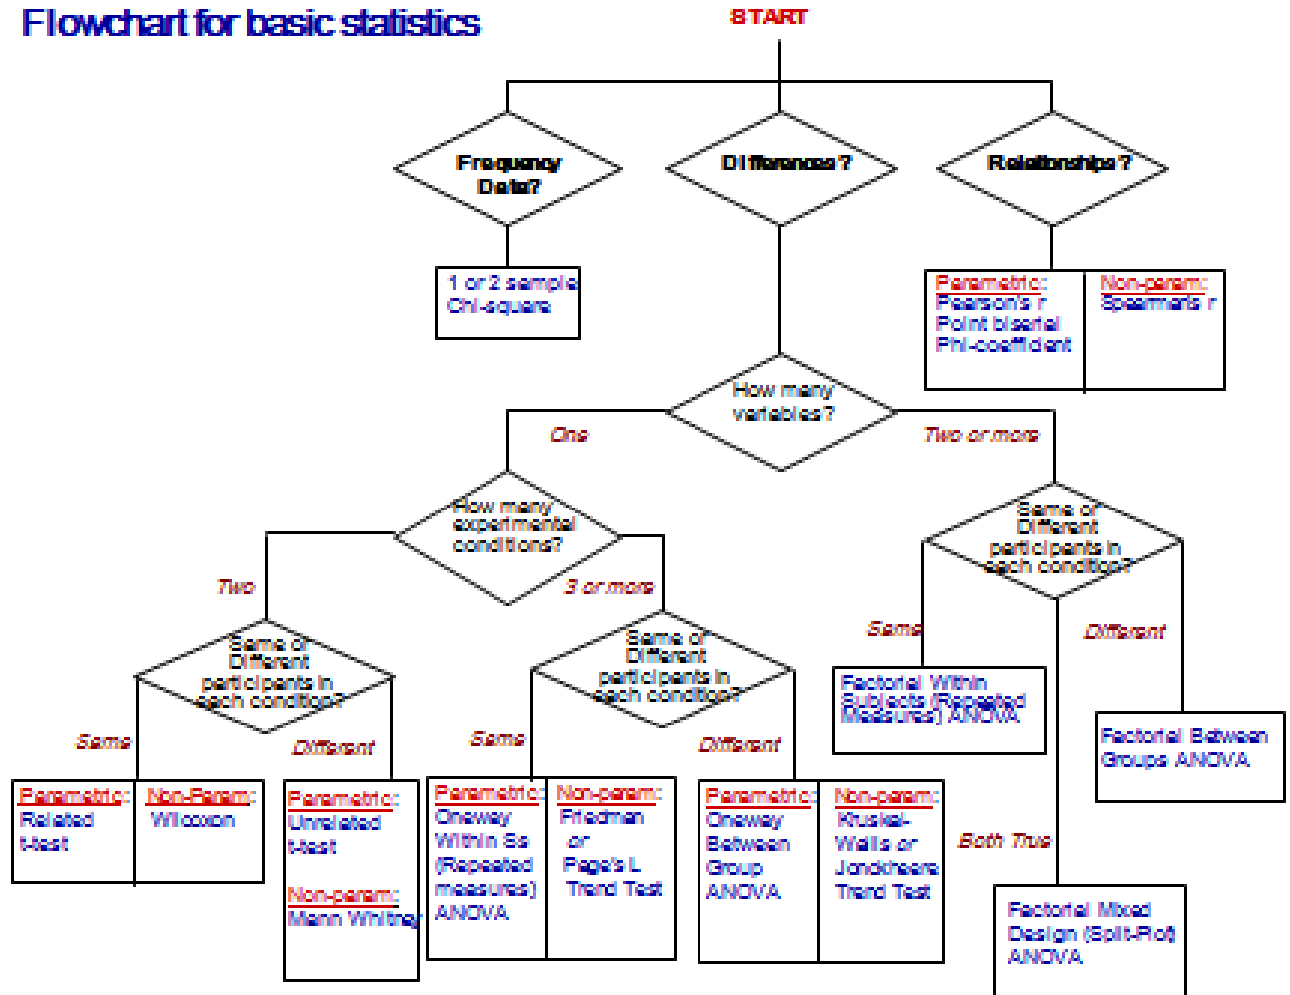 Flowchart for basic statistics
START
Frequency
Data?
Differences?
Relationships?
1 or 2 sample
Chi-square
Parametric:
Pearson's r
Point biserial
Phi-coefficient
Non-param:
Spearman's r
How many
variables?
One
Two or more
How many
experimental
conditions?
Same or
Different
participants in
each condition?
Two
3 or more
Same
Different
Same or
Different
participants in
each condition?
Same or
Different
participants in
each condition?
Factorial Within
Subjects (Repeated
Measures) ANOVA
Factorial Between
Groups ANOVA
Same
Different
Same
Different
Parametric:
Related
t-test
Non-Param:
Wilcoxon
Parametric:
Unrelated
t-test
Non-param:
Mann Whitney
Parametric:
Oneway
Within Ss
(Repeated
measures)
ANOVA
Non-param:
Friedman
or
Page's L
Trend Test
Parametric:
Oneway
Between
Group
ANOVA
Non-param:
Kruskal-
Wallis or
Jonckheere
Trend Test
Both True
Factorial Mixed
Design (Split-Plot)
ANOVA